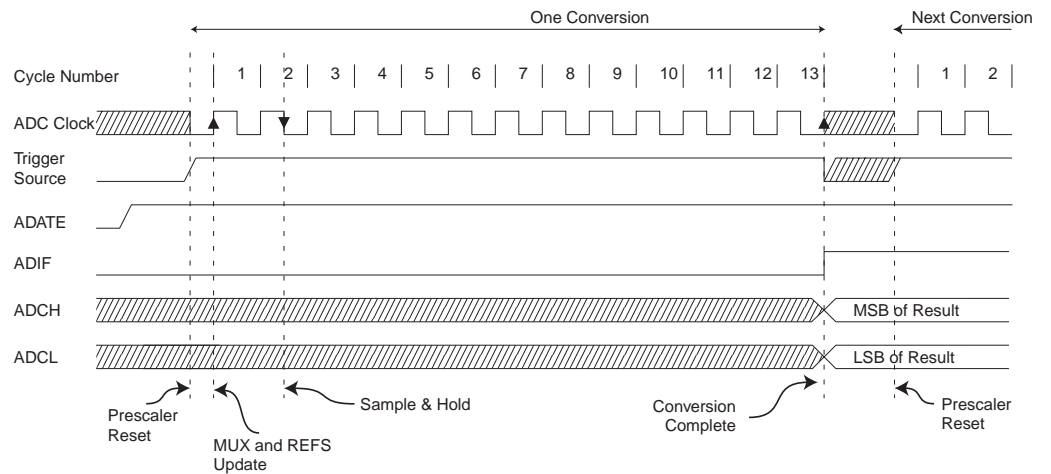 One Conversion
Next Conversion
Cycle Number
1 2 3 4 5 6 7 8 9 10 11 12 13 1 2
ADC Clock
Trigger
Source
ADATE
ADIF
ADCH
MSB of Result
ADCL
LSB of Result
Prescaler
Reset
MUX and REFS
Update
Sample & Hold
Conversion
Complete
Prescaler
Reset